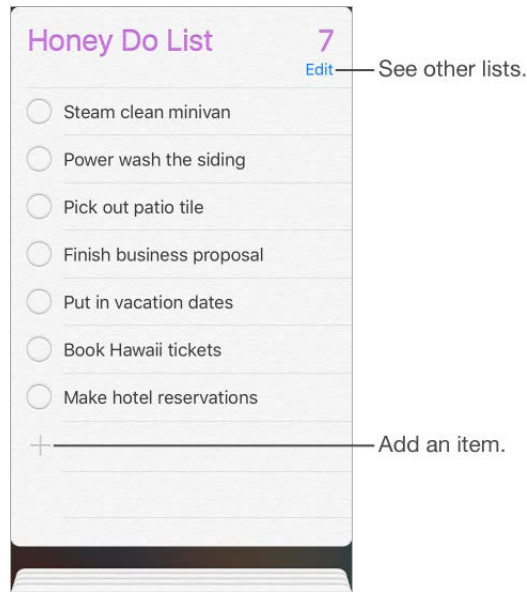 Honey Do List 7
Edit
See other lists.
Steam clean minivan
Power wash the siding
Pick out patio tile
Finish business proposal
Put in vacation dates
Book Hawaii tickets
Make hotel reservations
Add an item.